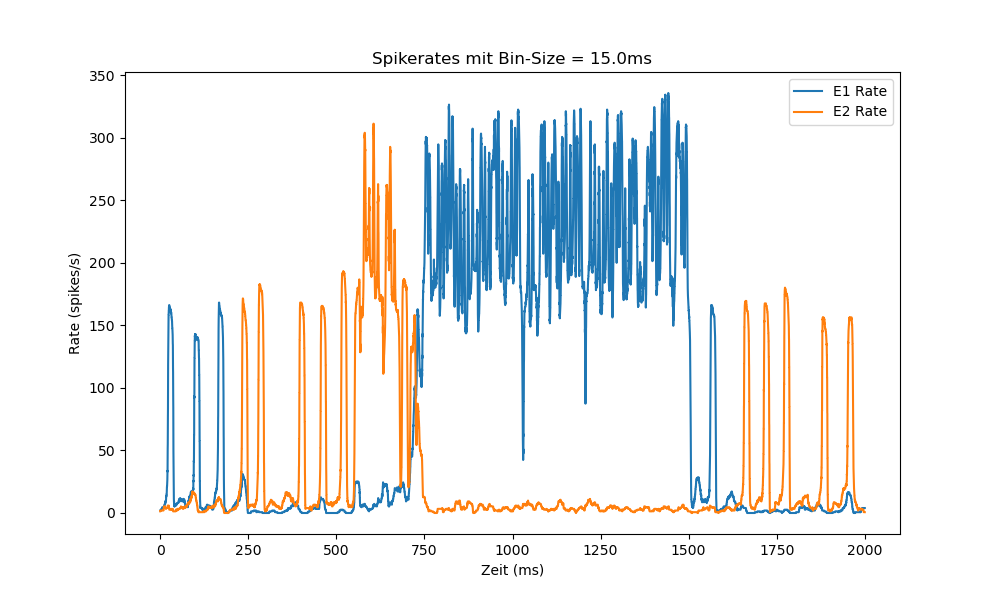 Spikerates mit Bin-Size = 15.0ms
E1 Rate
E2 Rate
Rate (spikes/s)
350
300
250
200
150
100
50
0
0 250 500 750 1000 1250 1500 1750 2000
Zeit (ms)